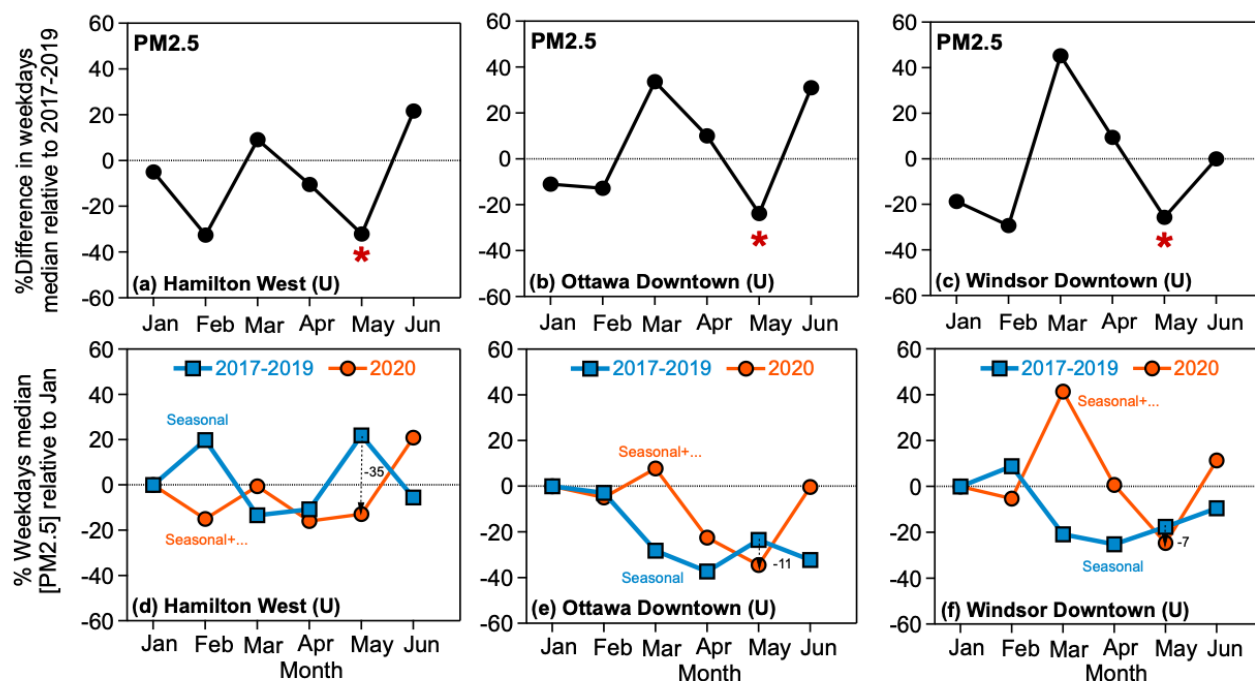 %Difference in weekdays
median relative to 2017-2019
60
40
20
0
-20
-40
-60
PM2.5
*
(a) Hamilton West (U)
Jan Feb Mar Apr May Jun
60
40
20
0
-20
-40
-60
PM2.5
*
(b) Ottawa Downtown (U)
Jan Feb Mar Apr May Jun
60
40
20
0
-20
-40
-60
PM2.5
*
(c) Windsor Downtown (U)
Jan Feb Mar Apr May Jun
% Weekdays median
[PM2.5] relative to Jan
60
40
20
0
-20
-40
-60
2017-2019 2020
Seasonal
-35
Seasonal+...
(d) Hamilton West (U)
Jan Feb Mar Apr May Jun
Month
60
40
20
0
-20
-40
-60
2017-2019 2020
Seasonal+...
Seasonal
-11
(e) Ottawa Downtown (U)
Jan Feb Mar Apr May Jun
Month
60
40
20
0
-20
-40
-60
2017-2019 2020
Seasonal+...
-7
Seasonal
(f) Windsor Downtown (U)
Jan Feb Mar Apr May Jun
Month